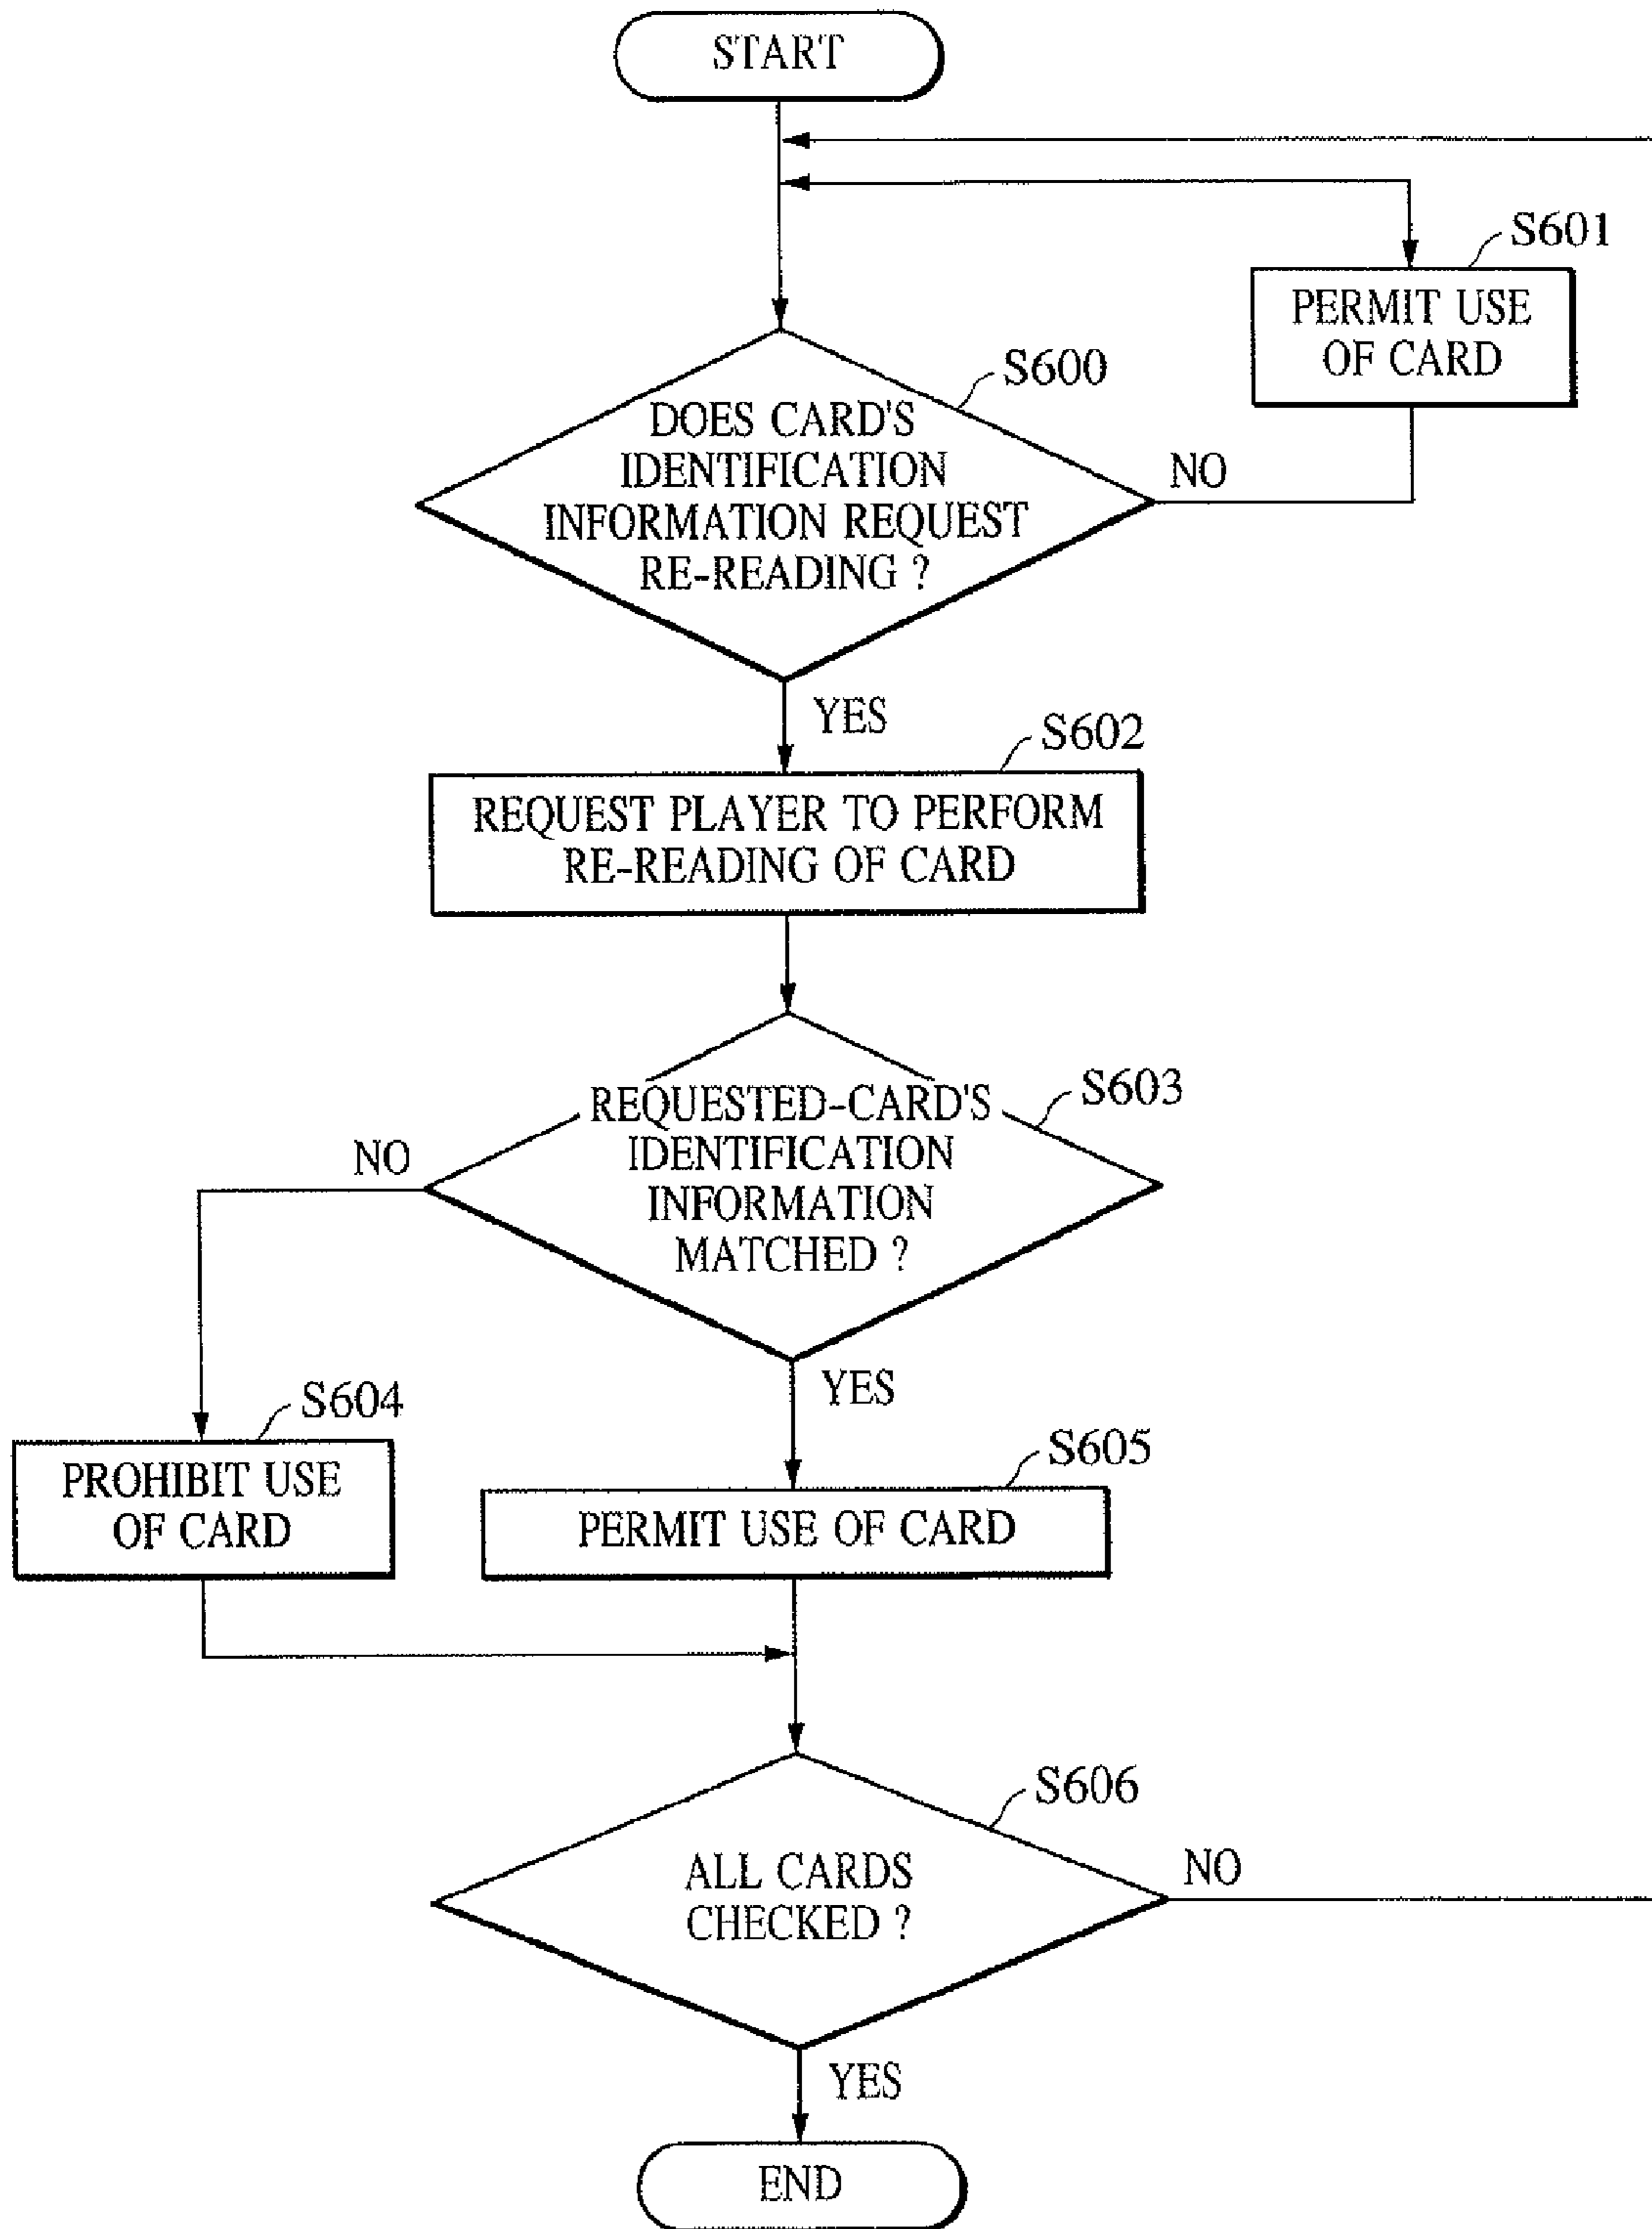 START
S601
PERMIT USE
OF CARD
S600
DOES CARD'S
IDENTIFICATION
INFORMATION REQUEST
RE-READING ?
NO
YES
S602
REQUEST PLAYER TO PERFORM
RE-READING OF CARD
S603
REQUESTED-CARD'S
IDENTIFICATION
INFORMATION
MATCHED ?
NO
YES
S604
PROHIBIT USE
OF CARD
S605
PERMIT USE OF CARD
S606
ALL CARDS
CHECKED ?
NO
YES
END